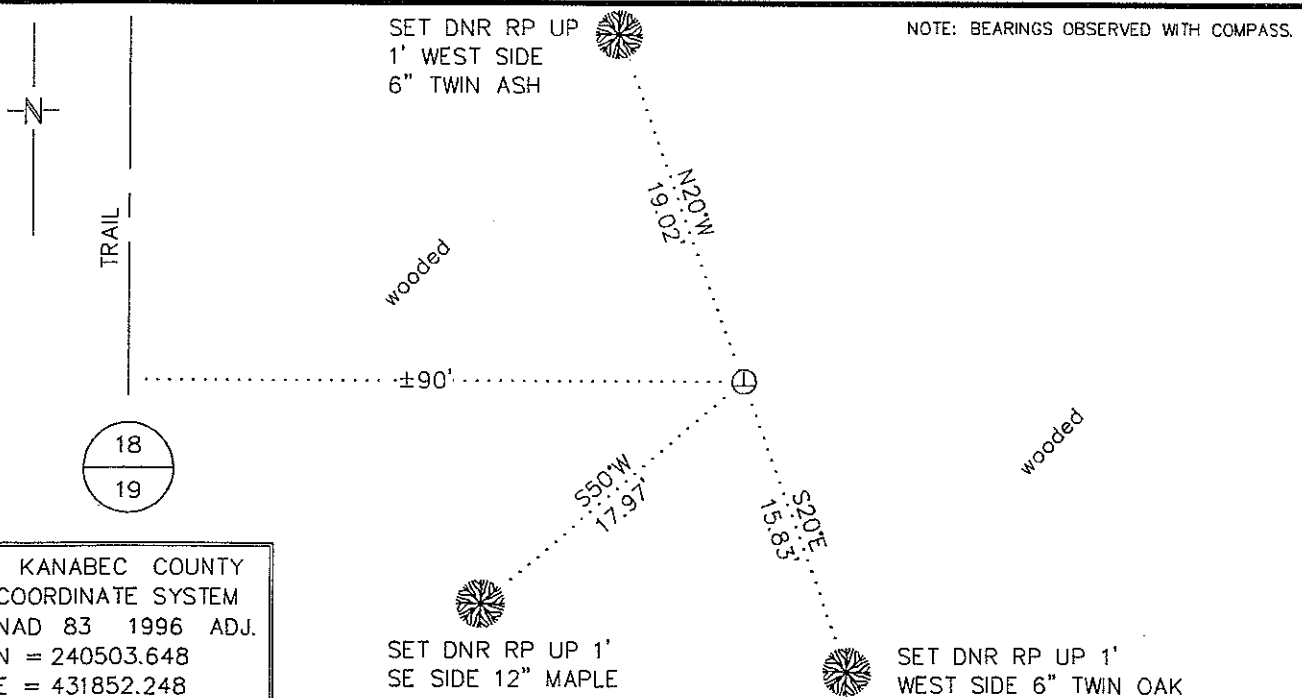 SET DNR RP UP
1' WEST SIDE
6" TWIN ASH
NOTE: BEARINGS OBSERVED WITH COMPASS.
N
TRAIL
wooded
N20°W
19.02'
±90'
18
19
wooded
S50°W
17.97'
S20°E
15.83'
KANABEC COUNTY
COORDINATE SYSTEM
NAD 83 1996 ADJ.
N = 240503.648
E = 431852.248
SET DNR RP UP 1'
SE SIDE 12" MAPLE
SET DNR RP UP 1'
WEST SIDE 6" TWIN OAK